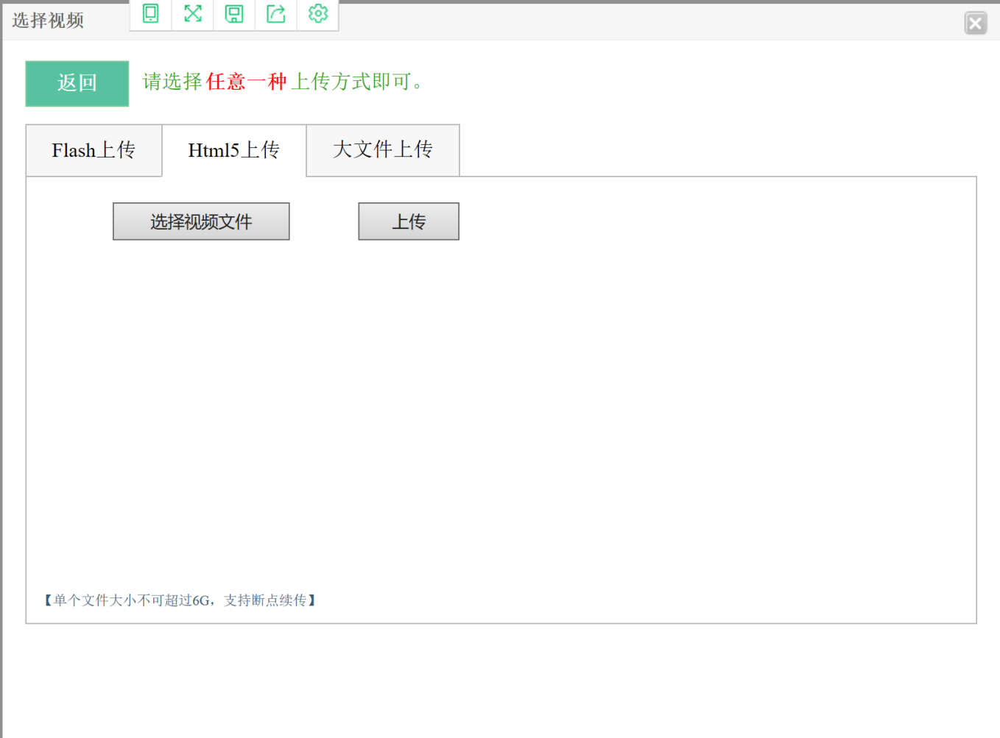 选择视频
返回 请选择任意一种上传方式即可。
Flash上传 Html5上传 大文件上传
选择视频文件 上传
【单个文件大小不可超过6G，支持断点续传】